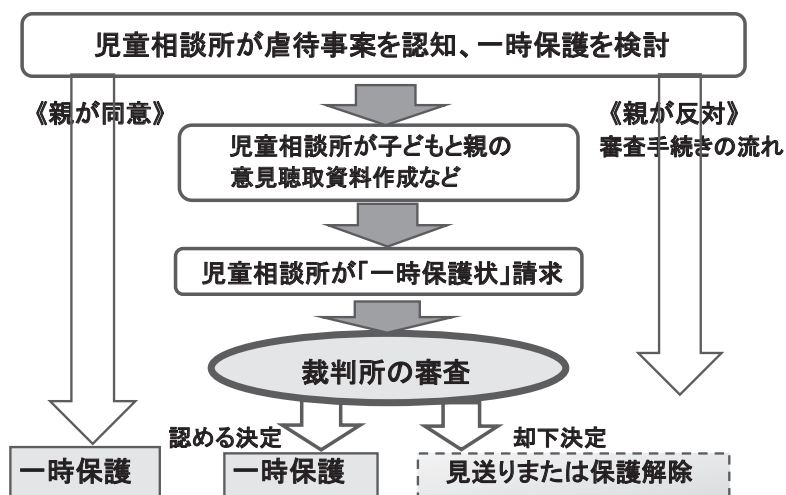 児童相談所が虐待事案を認知、一時保護を検討
《親が同意》
《親が反対》
審査手続きの流れ
児童相談所が子どもと親の
意見聴取資料作成など
児童相談所が｢一時保護状｣請求
裁判所の審査
認める決定
却下決定
一時保護
一時保護
見送りまたは保護解除